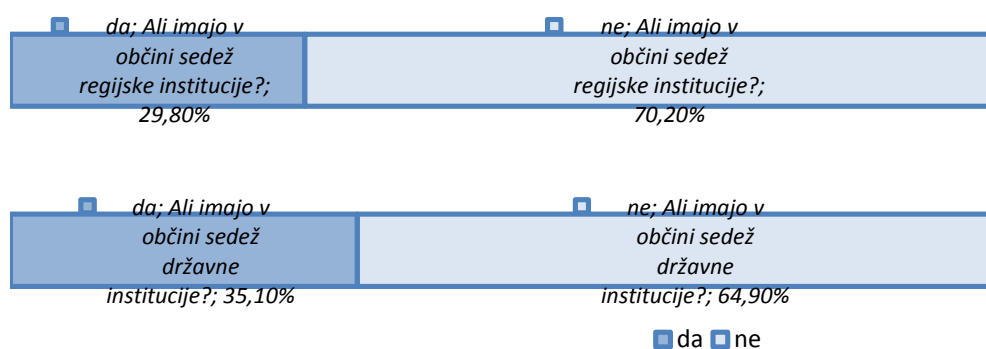 da; Ali imajo v
občini sedež
regijske institucije?;
29,80%
ne; Ali imajo v
občini sedež
regijske institucije?;
70,20%
da; Ali imajo v
občini sedež
državne
institucije?; 35,10%
ne; Ali imajo v
občini sedež
državne
institucije?; 64,90%
da ne